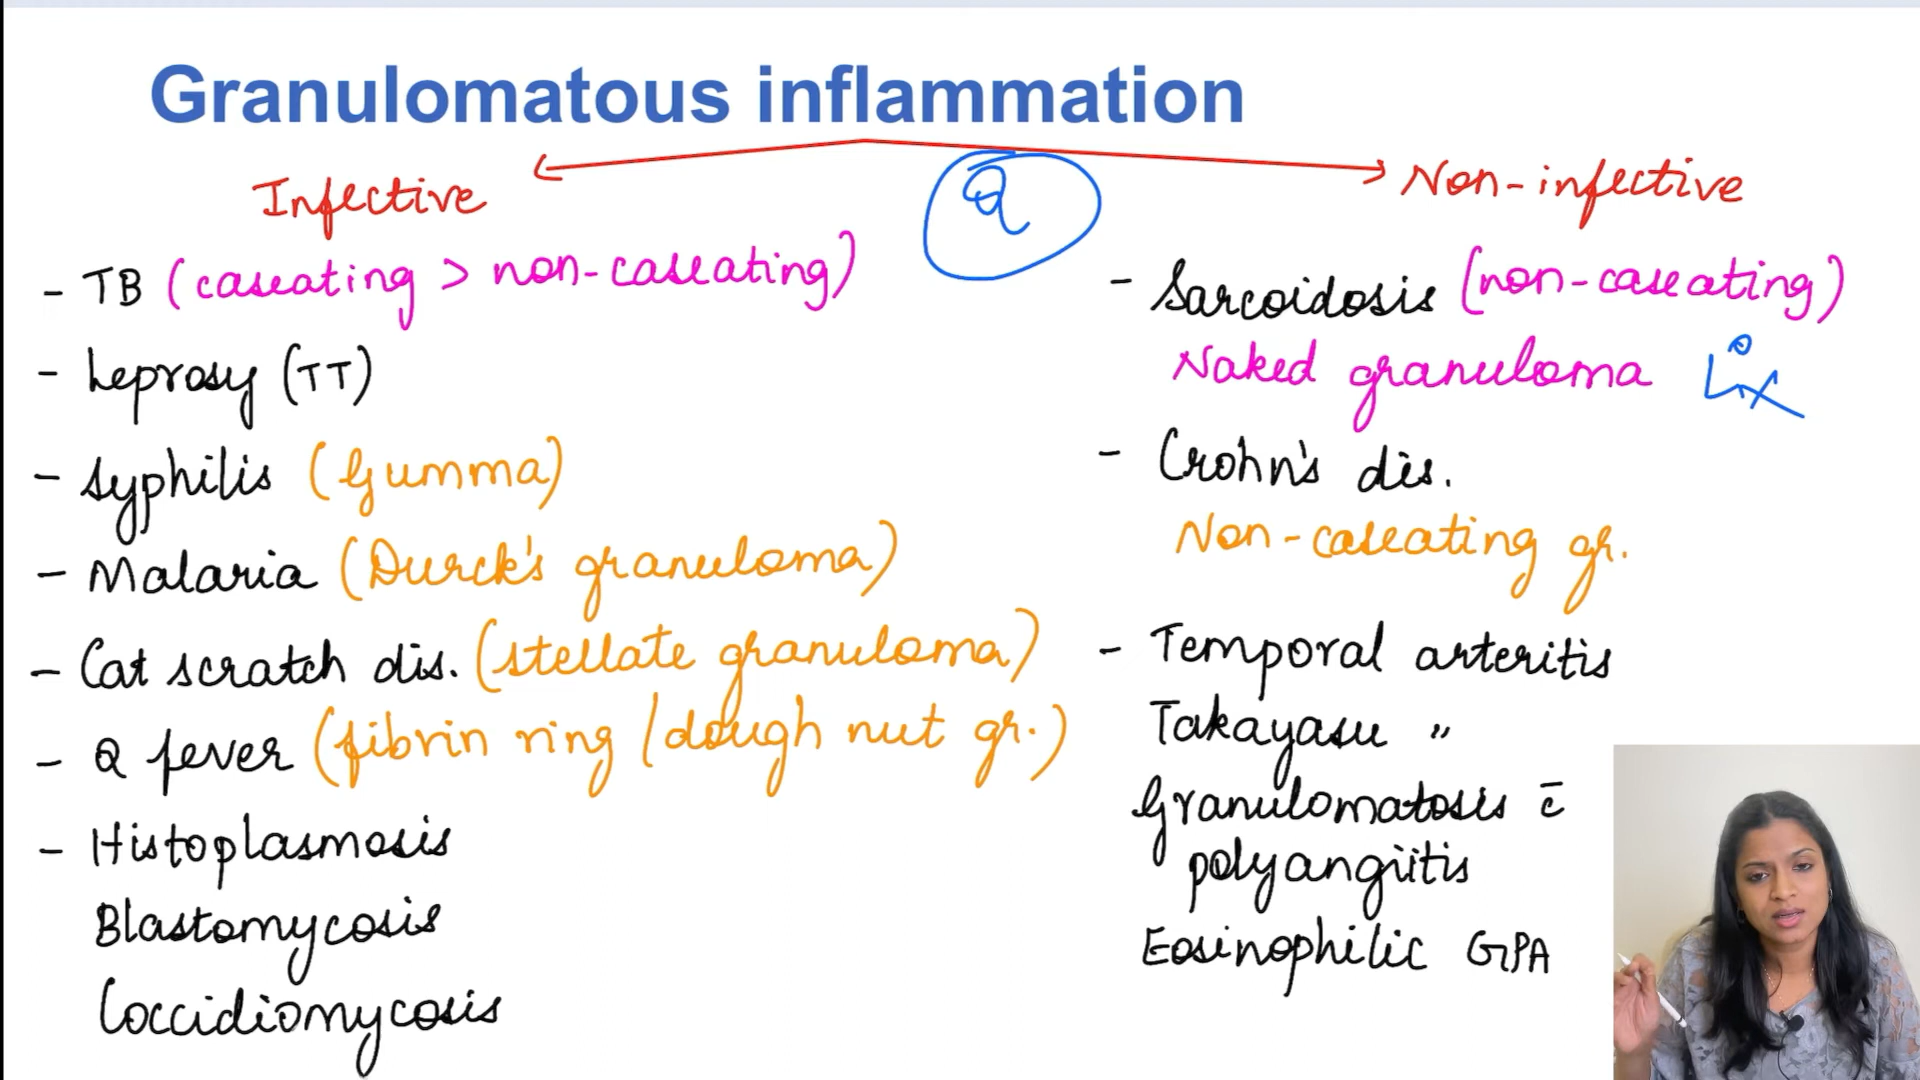 Granulomatous inflammation
Infective
- TB (caseating > non-caseating)
- Leprosy (TT)
- Syphilis (Gumma)
- Malaria (Durck's granuloma)
- Cat scratch dis. (stellate granuloma)
- Q fever (fibrin ring / dough nut gr.)
- Histoplasmosis
Blastomycosis
Coccidiomycosis
Q
Non-infective
- Sarcoidosis (non-caseating)
Naked granuloma
- Crohn's dis.
Non-caseating gr.
- Temporal arteritis
Takayasu "
Granulomatosis c̄
polyangiitis
Eosinophilic GPA